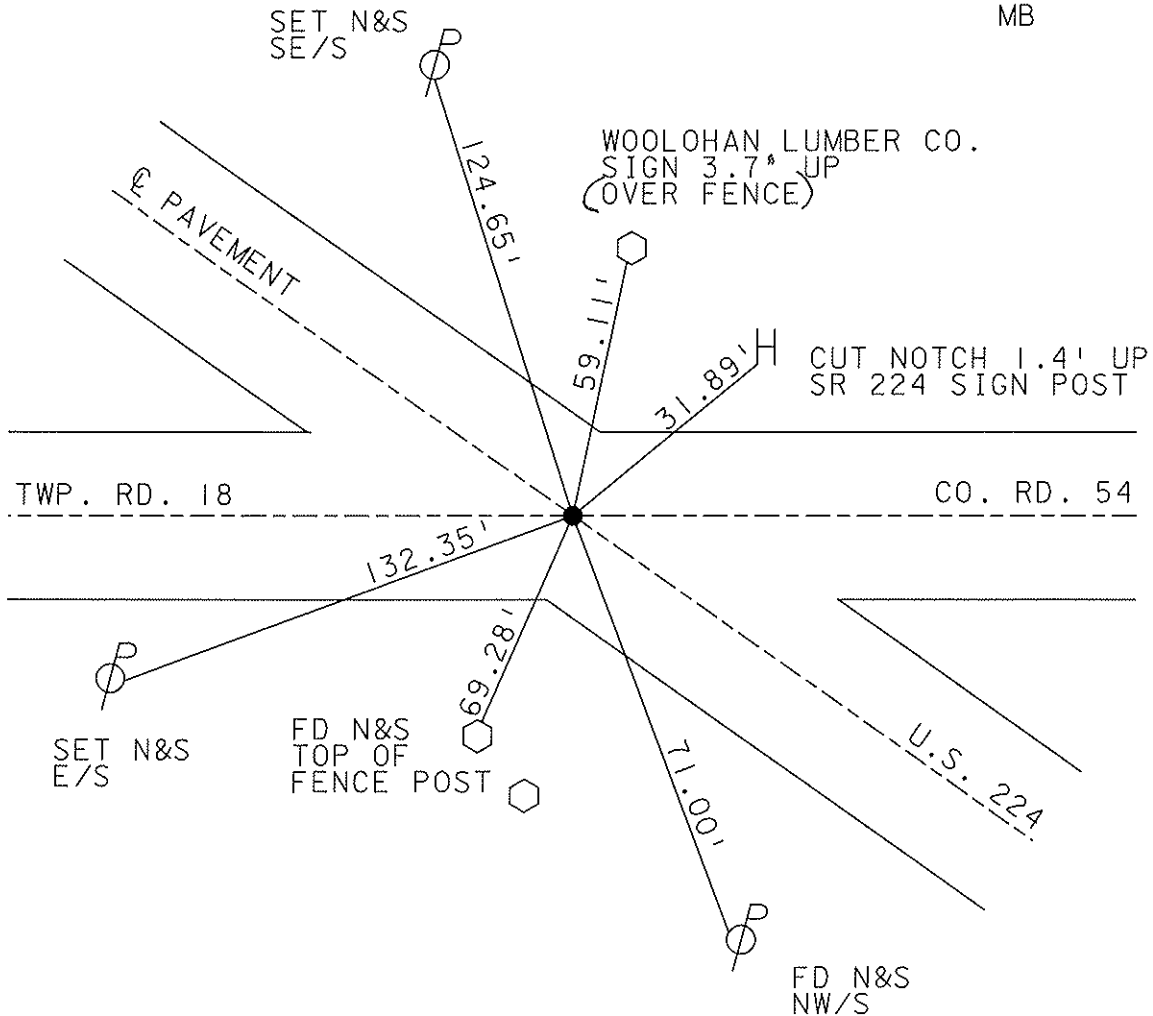 MB
SET N&S
SE/S
WOOLOHAN LUMBER CO.
SIGN 3.7' UP
(OVER FENCE)
124.65'
℄ PAVEMENT
59.11'
31.89'
CUT NOTCH 1.4' UP
SR 224 SIGN POST
TWP. RD. 18
CO. RD. 54
132.35'
69.28'
71.00'
P
P
P
H
SET N&S
E/S
FD N&S
TOP OF
FENCE POST
U.S. 224
FD N&S
NW/S